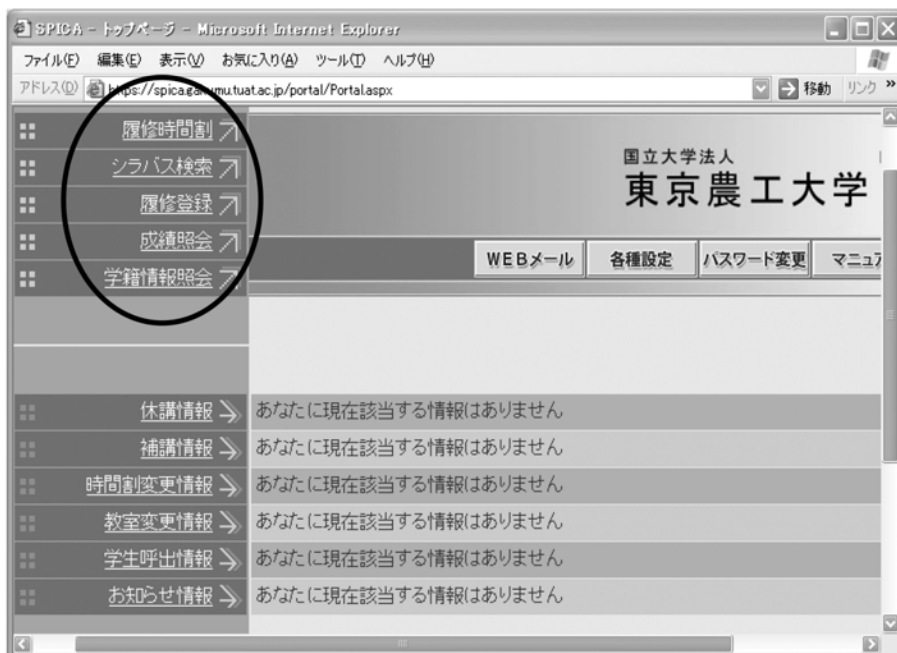 SPICA - トップページ - Microsoft Internet Explorer
ファイル(F) 編集(E) 表示(V) お気に入り(A) ツール(T) ヘルプ(H)
アドレス(D) https://spica.gakumu.tuat.ac.jp/portal/Portal.aspx 移動 リンク »
履修時間割
シラバス検索
履修登録
成績照会
学籍情報照会
国立大学法人
東京農工大学
WEBメール 各種設定 パスワード変更 マニュア
休講情報 あなたに現在該当する情報はありません
補講情報 あなたに現在該当する情報はありません
時間割変更情報 あなたに現在該当する情報はありません
教室変更情報 あなたに現在該当する情報はありません
学生呼出情報 あなたに現在該当する情報はありません
お知らせ情報 あなたに現在該当する情報はありません